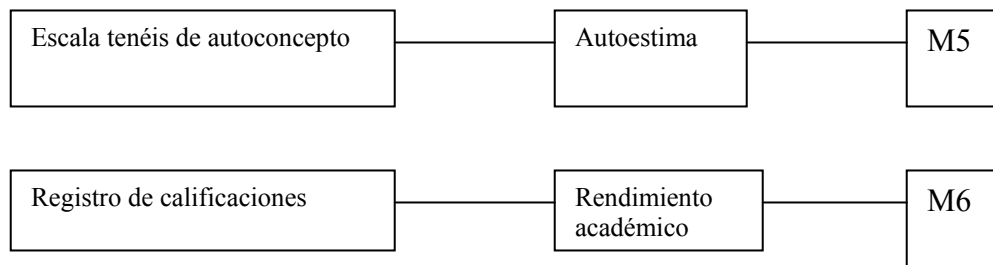 Escala tenéis de autoconcepto
Autoestima
M5
Registro de calificaciones
Rendimiento
académico
M6